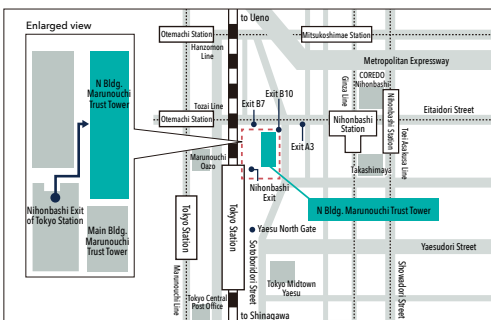 Enlarged view
N Bldg.
Marunouchi
Trust Tower
Nihonbashi Exit
of Tokyo Station
Main Bldg.
Marunouchi
Trust Tower
to Ueno
Otemachi Station
Mitsukoshimae Station
Hanzomon
Line
Metropolitan Expressway
Ginza Line
COREDO
Nihonbashi
Tozai Line
Exit B10
Exit B7
Eitaidori Street
Otemachi Station
Nihonbashi
Station
Nihonbashi Station
Exit A3
Toei Asakusa Line
Marunouchi
Oazo
Takashimaya
Nihonbashi
Exit
N Bldg. Marunouchi Trust Tower
Tokyo Station
Tokyo Station
Yaesu North Gate
Sotoboridori Street
Yaesudori Street
Marunouchi Line
Tokyo Midtown
Yaesu
Showadori Street
Tokyo Central
Post Office
to Shinagawa